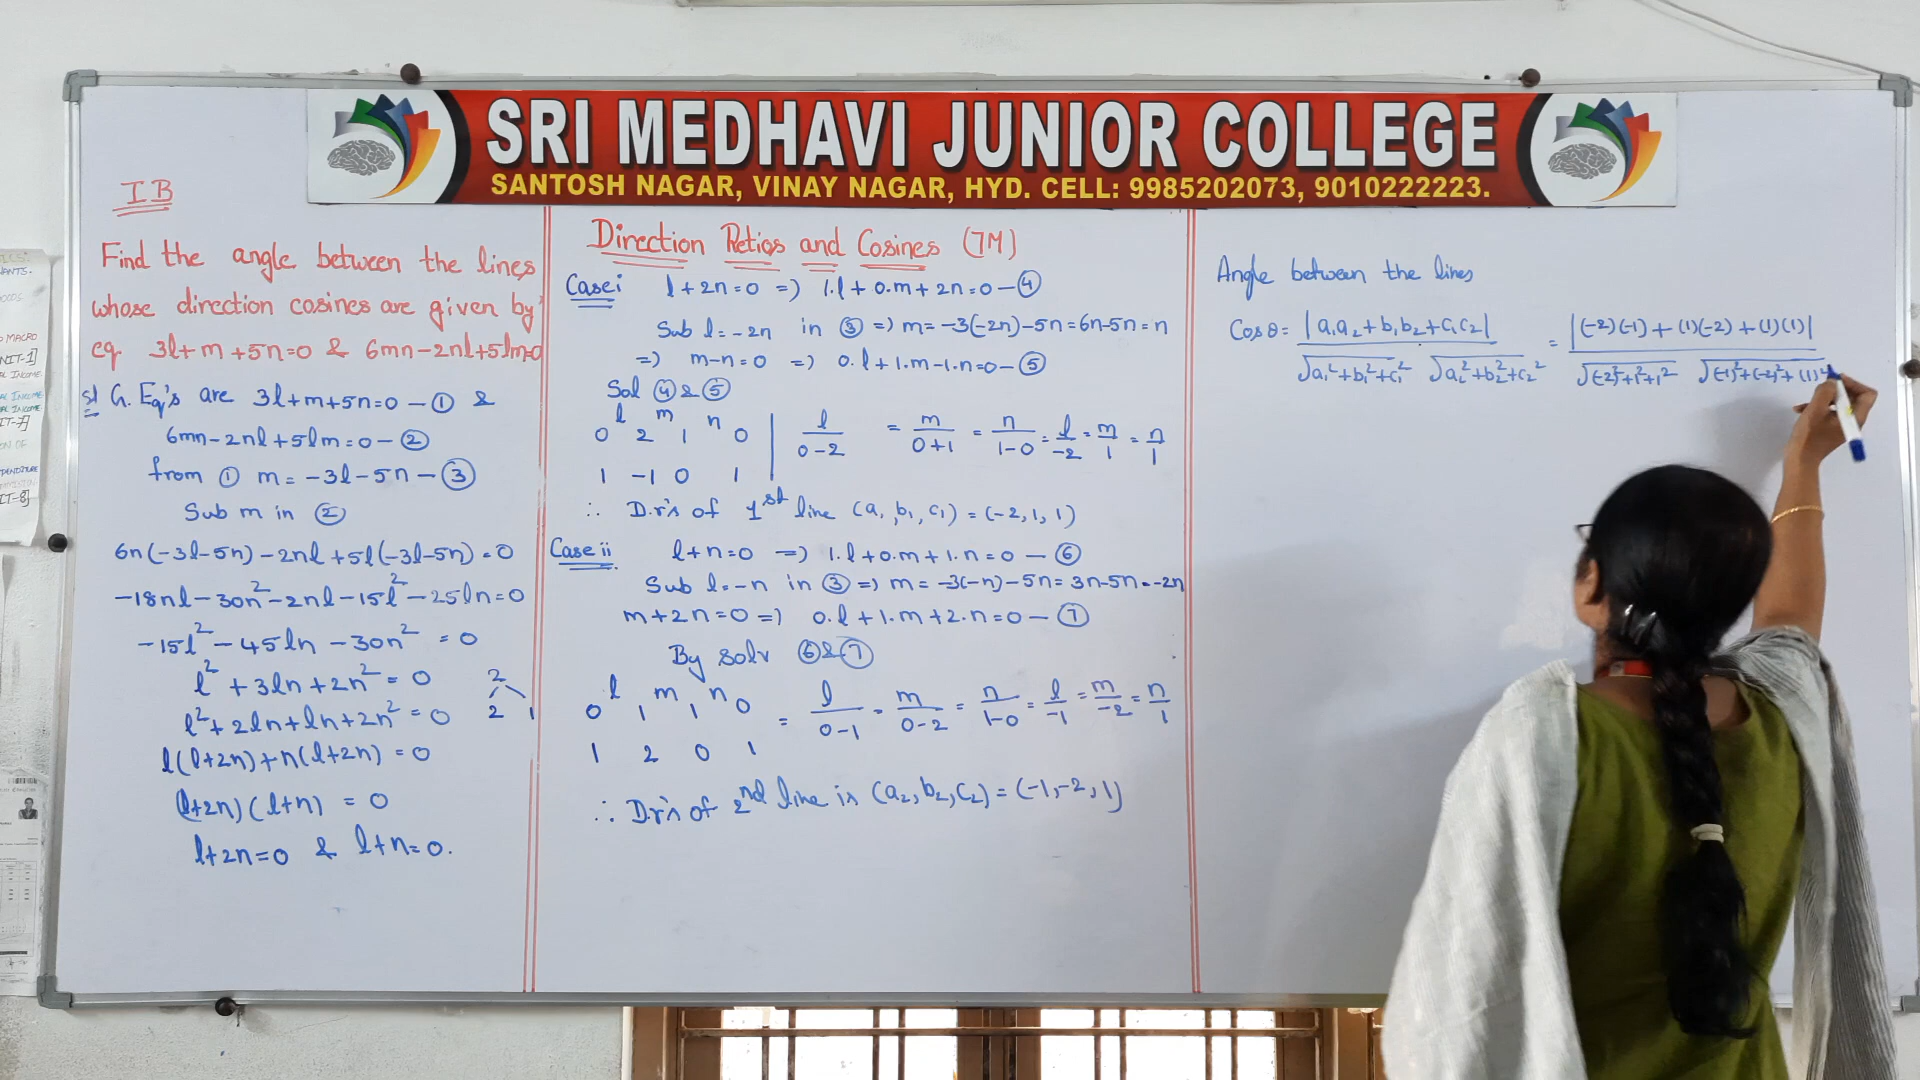 SRI MEDHAVI JUNIOR COLLEGE
SANTOSH NAGAR, VINAY NAGAR, HYD. CELL: 9985202073, 9010222223.
IB
Find the angle between the lines
whose direction cosines are given by
eq 3l+m+5n=0 & 6mn-2nl+5lm=0
sl G. Eq's are 3l+m+5n=0 — ① &
6mn-2nl+5lm=0 — ②
from ① m = -3l-5n — ③
Sub m in ②
6n(-3l-5n) - 2nl + 5l(-3l-5n) = 0
-18nl-30n²-2nl-15l²-25ln=0
-15l²-45ln-30n² = 0
l²+3ln+2n² = 0
l²+2ln+ln+2n² = 0
2
2 1
l(l+2n)+n(l+2n) = 0
(l+2n)(l+n) = 0
l+2n=0 & l+n=0.
Direction Retios and Cosines (7M)
Case i l+2n=0 => 1.l+0.m+2n=0 — ④
Sub l=-2n in ③ => m=-3(-2n)-5n=6n-5n=n
=> m-n=0 => 0.l+1.m-1.n=0 — ⑤
Sol ④ & ⑤
l m n
0 2 1 0 | l/(0-2) = m/(0+1) = n/(1-0) = l/-2 = m/1 = n/1
1 -1 0 1
∴ D.r's of 1st line (a₁, b₁, c₁) = (-2, 1, 1)
Case ii l+n=0 => 1.l+0.m+1.n=0 — ⑥
Sub l=-n in ③ => m=-3(-n)-5n=3n-5n=-2n
m+2n=0 => 0.l+1.m+2.n=0 — ⑦
By solv ⑥ & ⑦
l m n
0 1 1 0 = l/(0-1) = m/(0-2) = n/(1-0) = l/-1 = m/-2 = n/1
1 2 0 1
∴ D.r's of 2nd line is (a₂, b₂, c₂) = (-1, -2, 1)
Angle between the lines
Cos θ = |a₁a₂+b₁b₂+c₁c₂| / √a₁²+b₁²+c₁² √a₂²+b₂²+c₂² = |(-2)(-1)+(1)(-2)+(1)(1)| / √(-2)²+1²+1² √(-1)²+(-2)²+(1)²